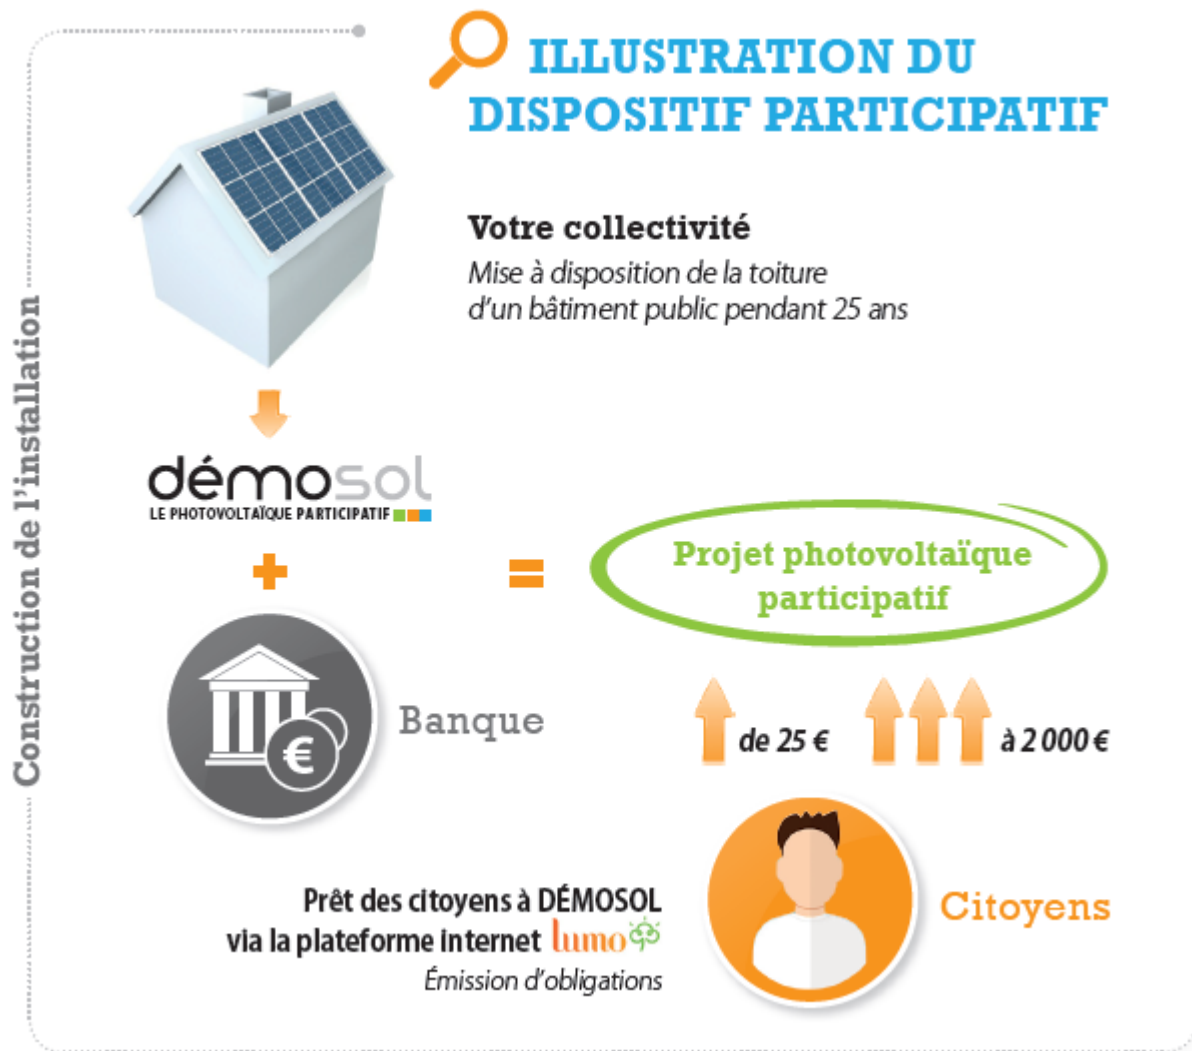 ILLUSTRATION DU
DISPOSITIF PARTICIPATIF
Votre collectivité
Mise à disposition de la toiture
d'un bâtiment public pendant 25 ans
Construction de l'installation
démosol
LE PHOTOVOLTAÏQUE PARTICIPATIF
+
=
Projet photovoltaïque
participatif
€
Banque
de 25 €
à 2 000 €
Prêt des citoyens à DÉMOSOL
via la plateforme internet lumo
Émission d'obligations
Citoyens